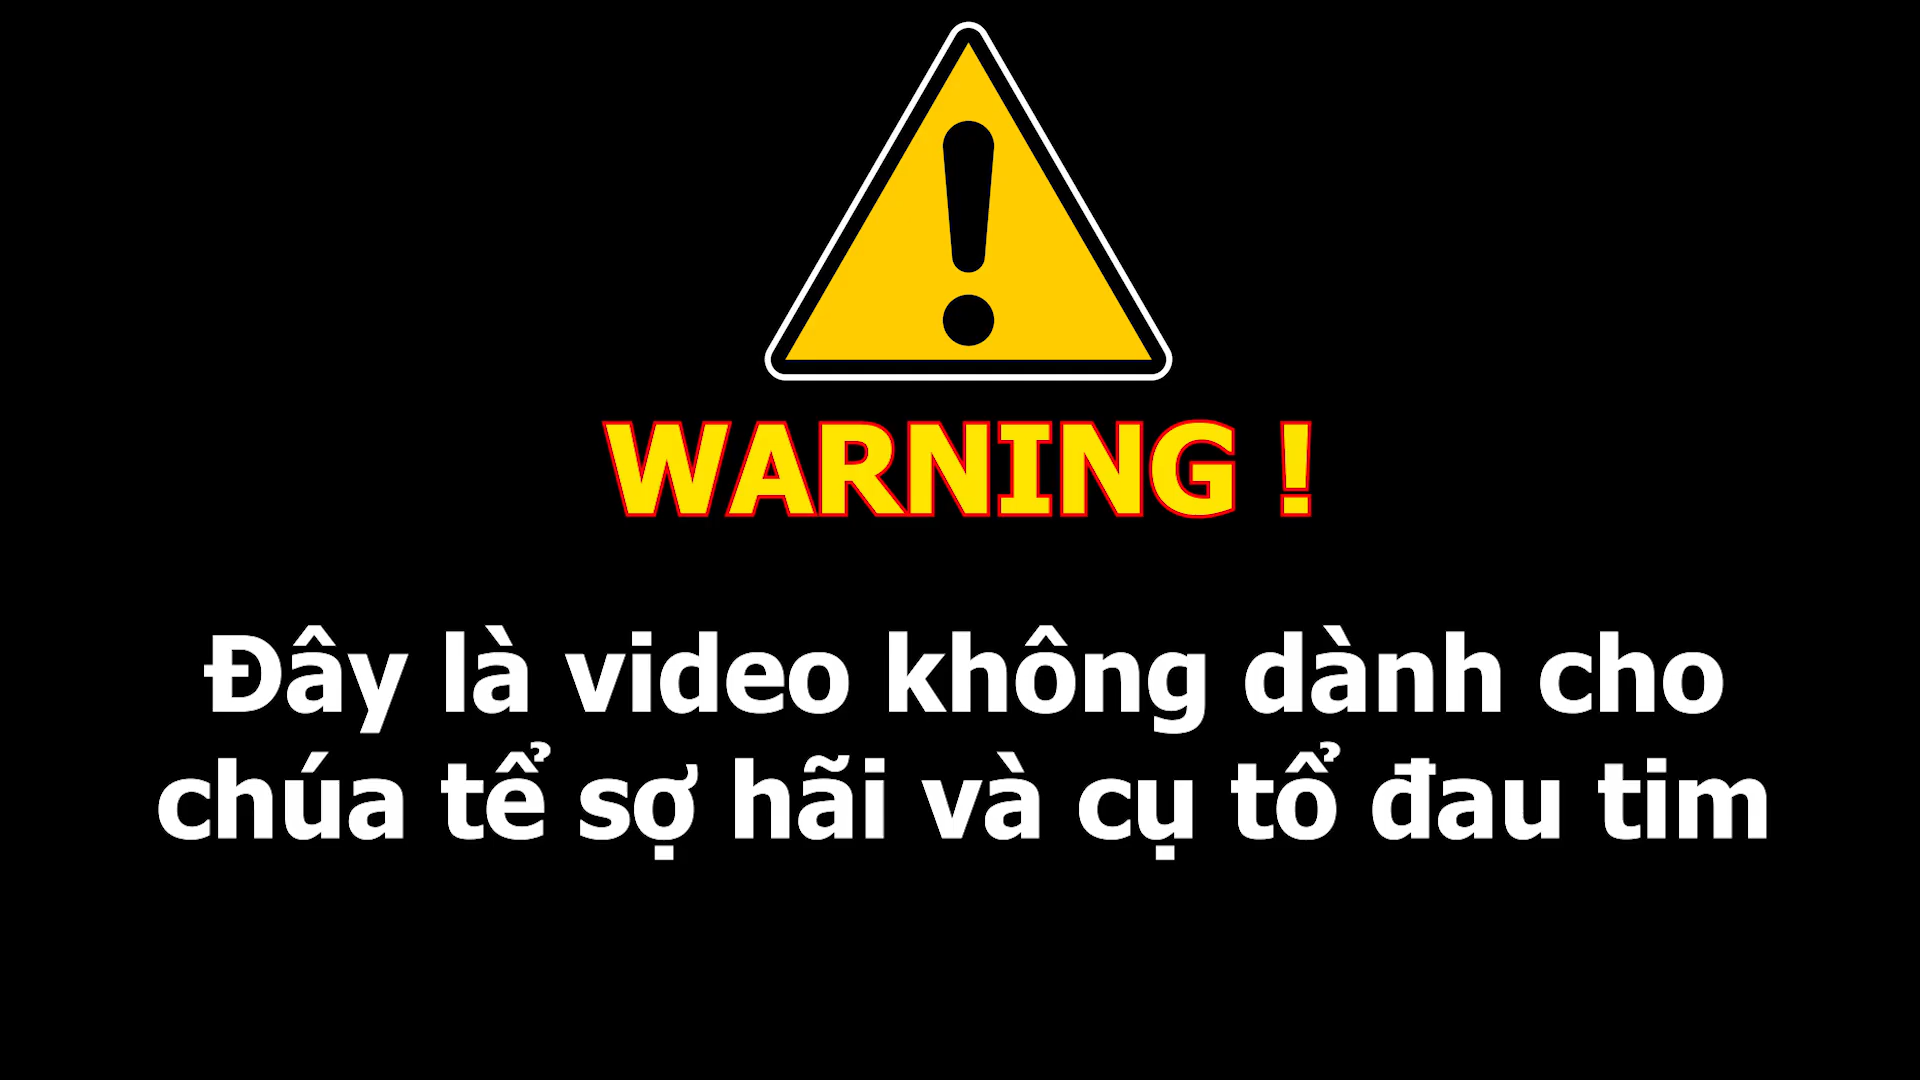 WARNING !
Đây là video không dành cho
chúa tể sợ hãi và cụ tổ đau tim